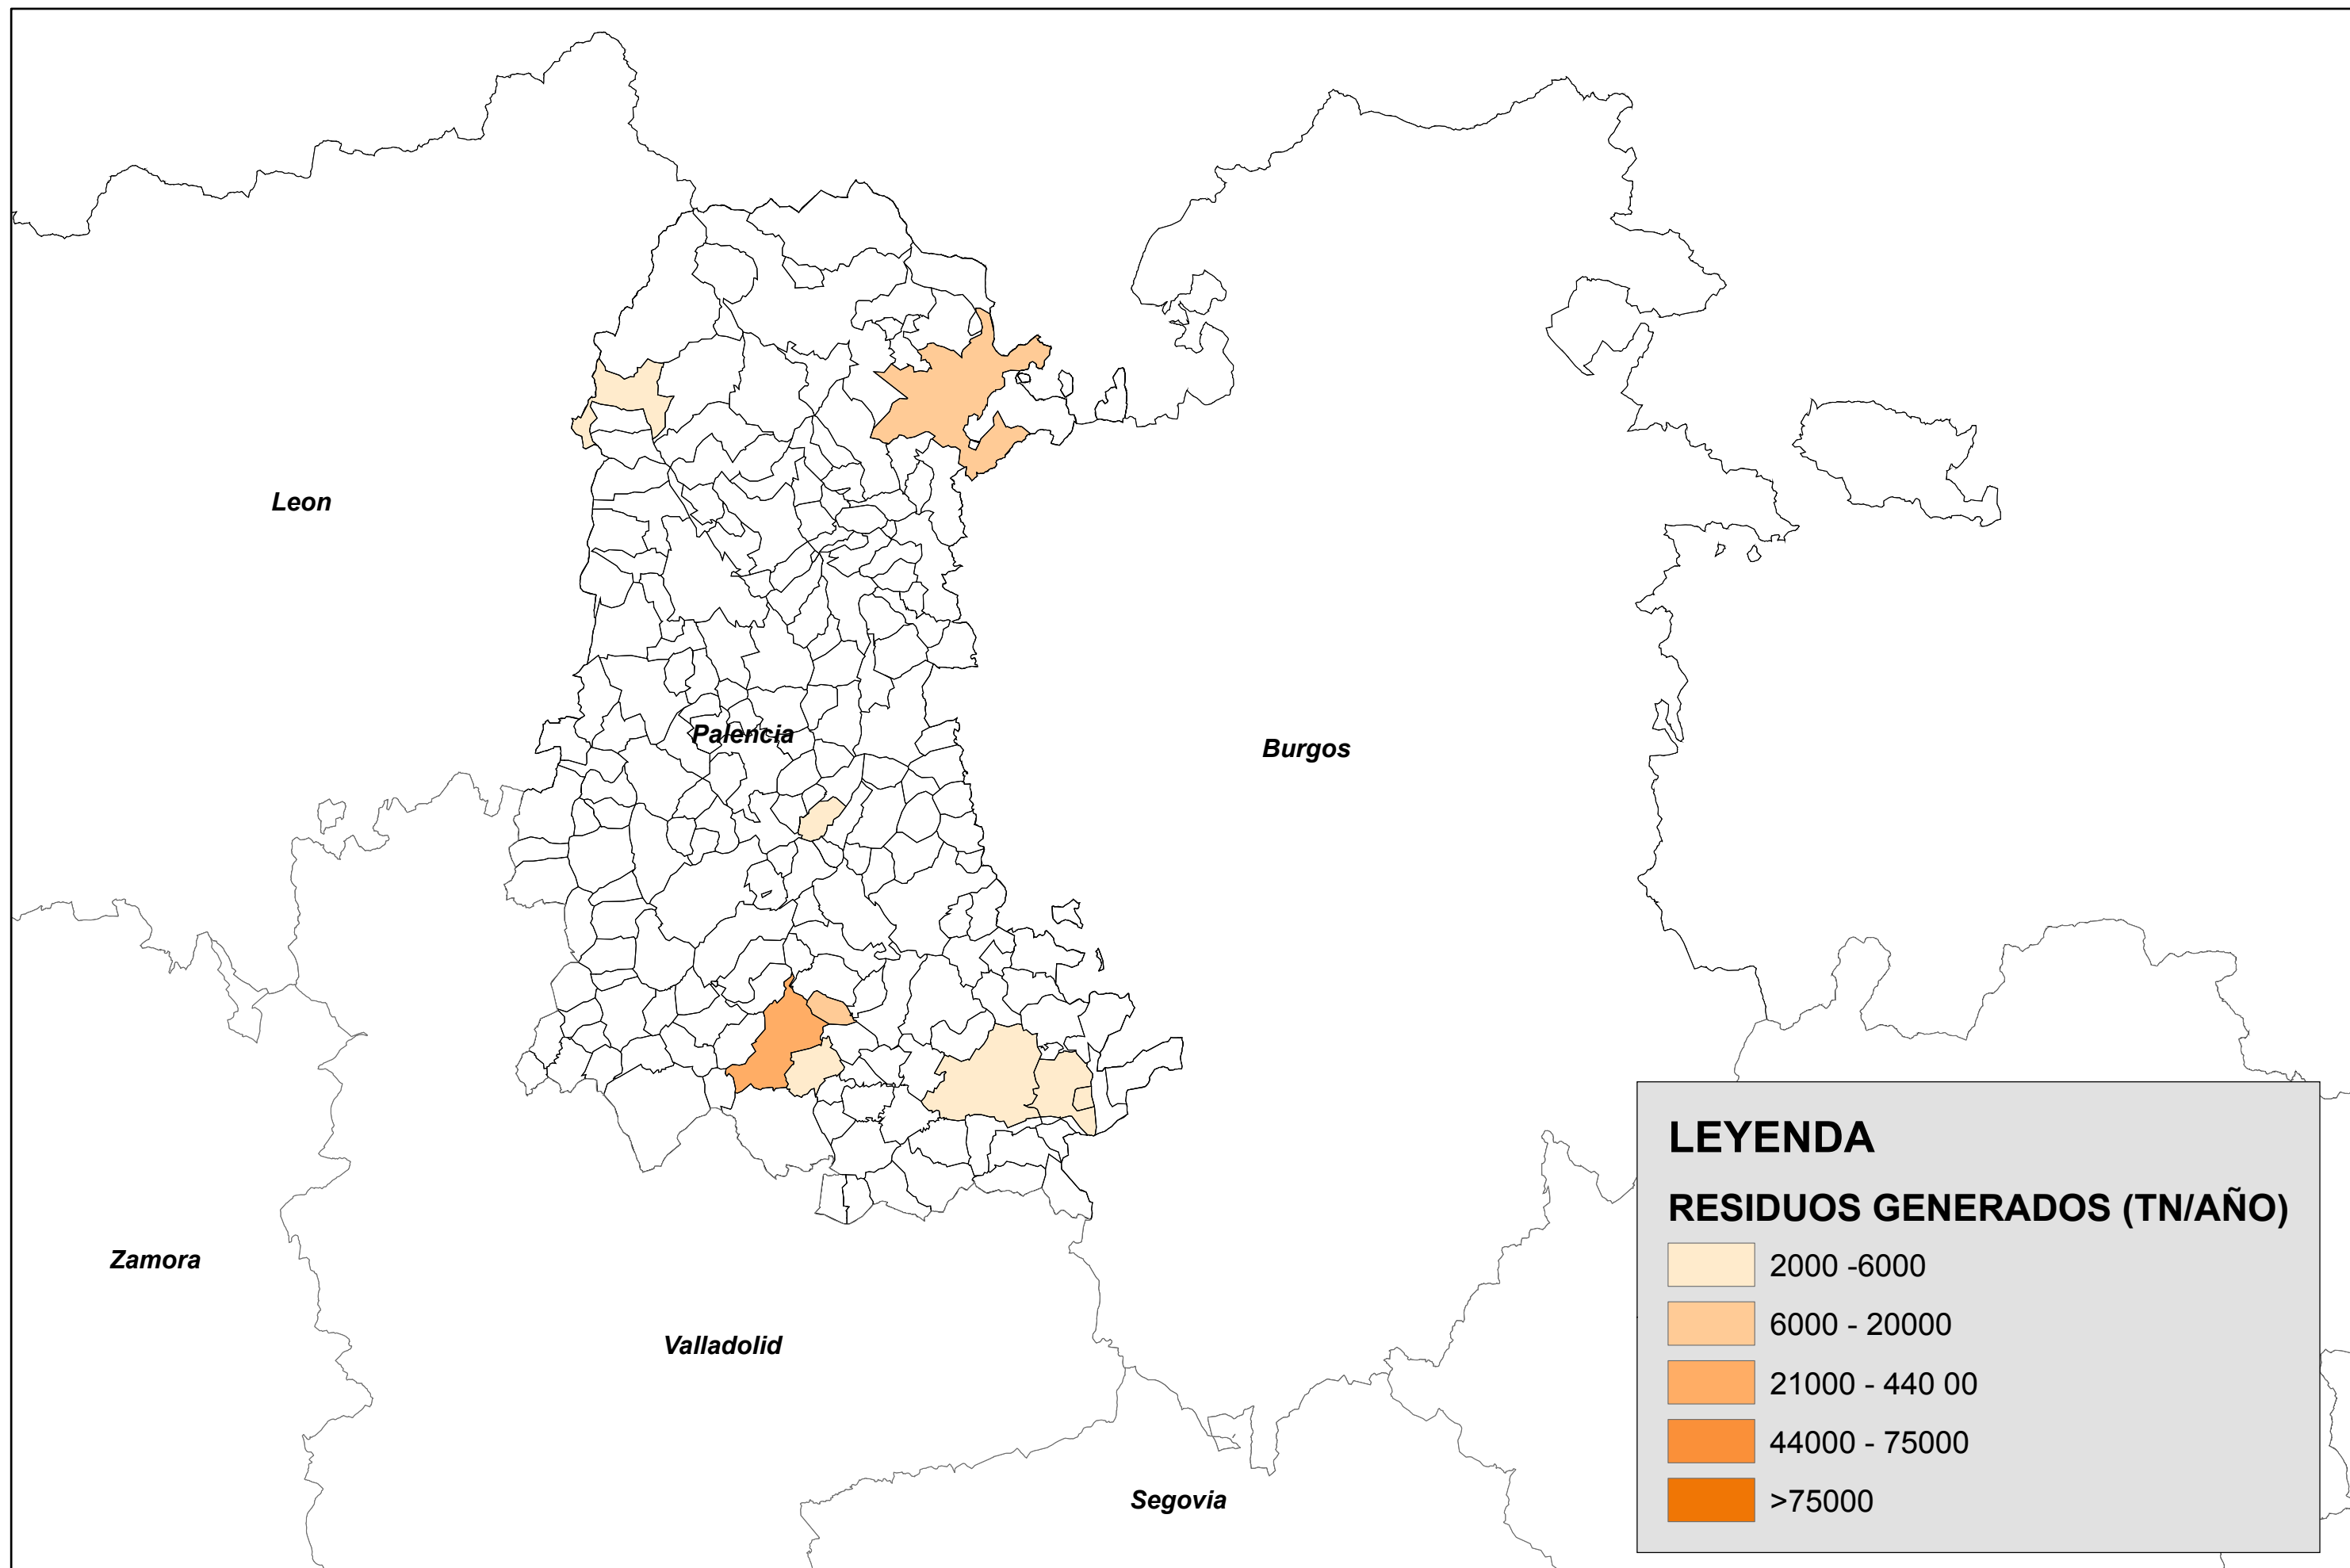 Leon
Palencia
Burgos
Zamora
Valladolid
Segovia
LEYENDA
RESIDUOS GENERADOS (TN/AÑO)
2000 -6000
6000 - 20000
21000 - 440 00
44000 - 75000
>75000